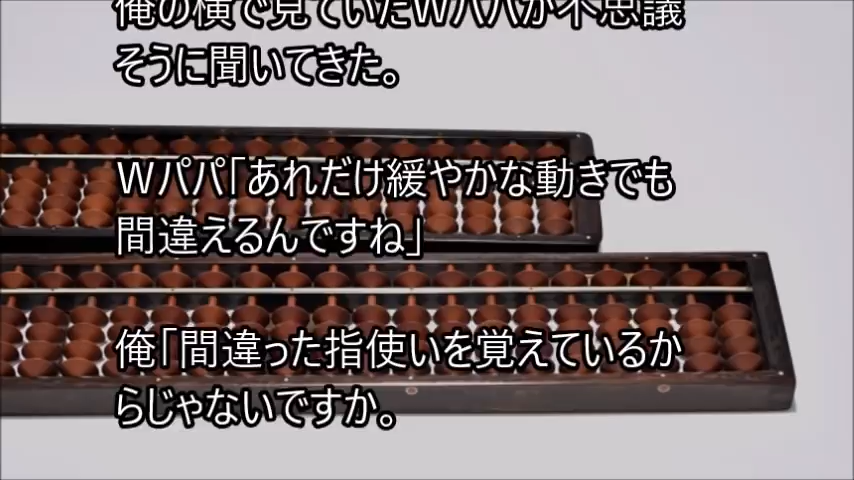 俺の横で見ていたWパパが不思議
そうに聞いてきた。
Wパパ「あれだけ緩やかな動きでも
間違えるんですね」
俺「間違った指使いを覚えているか
らじゃないですか。